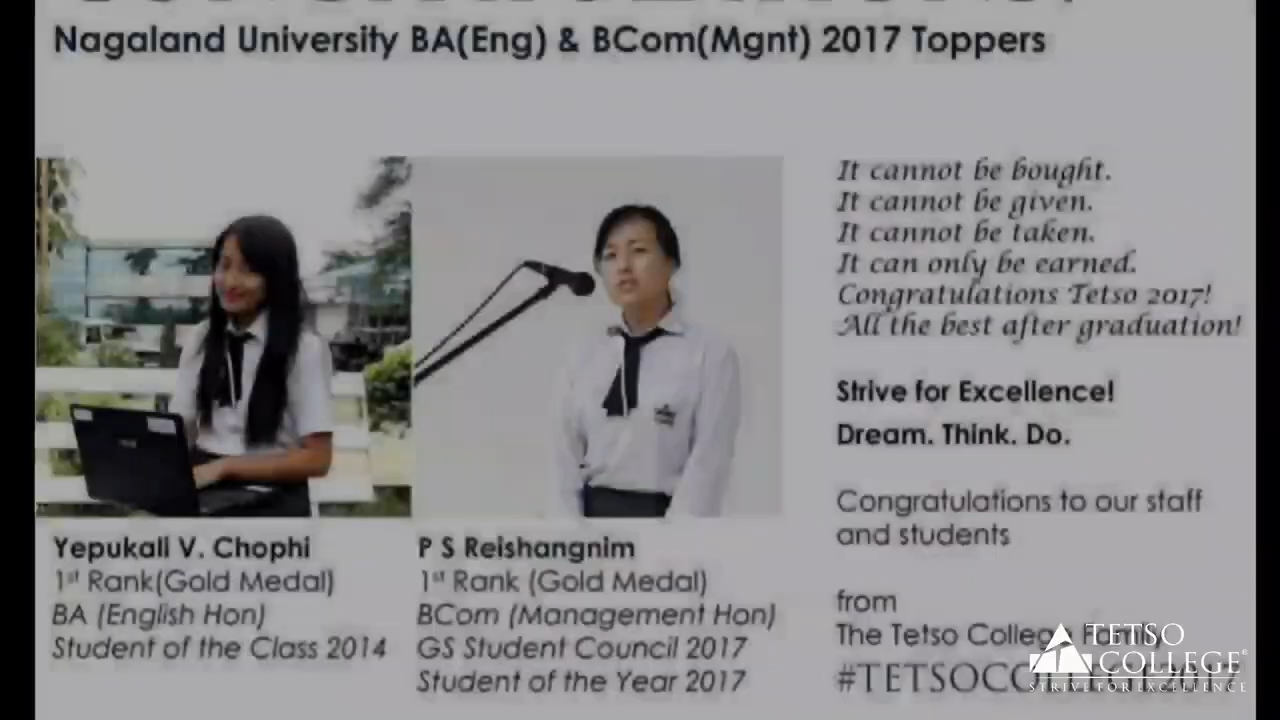 Nagaland University BA(Eng) & BCom(Mgnt) 2017 Toppers
It cannot be bought.
It cannot be given.
It cannot be taken.
It can only be earned.
Congratulations Tetso 2017!
All the best after graduation!
Strive for Excellence!
Dream. Think. Do.
Congratulations to our staff
and students
from
The Tetso College Family
Yepukali V. Chophi
1st Rank(Gold Medal)
BA (English Hon)
Student of the Class 2014
P S Reishangnim
1st Rank (Gold Medal)
BCom (Management Hon)
GS Student Council 2017
Student of the Year 2017
TETSO
COLLEGE®
STRIVE FOR EXCELLENCE